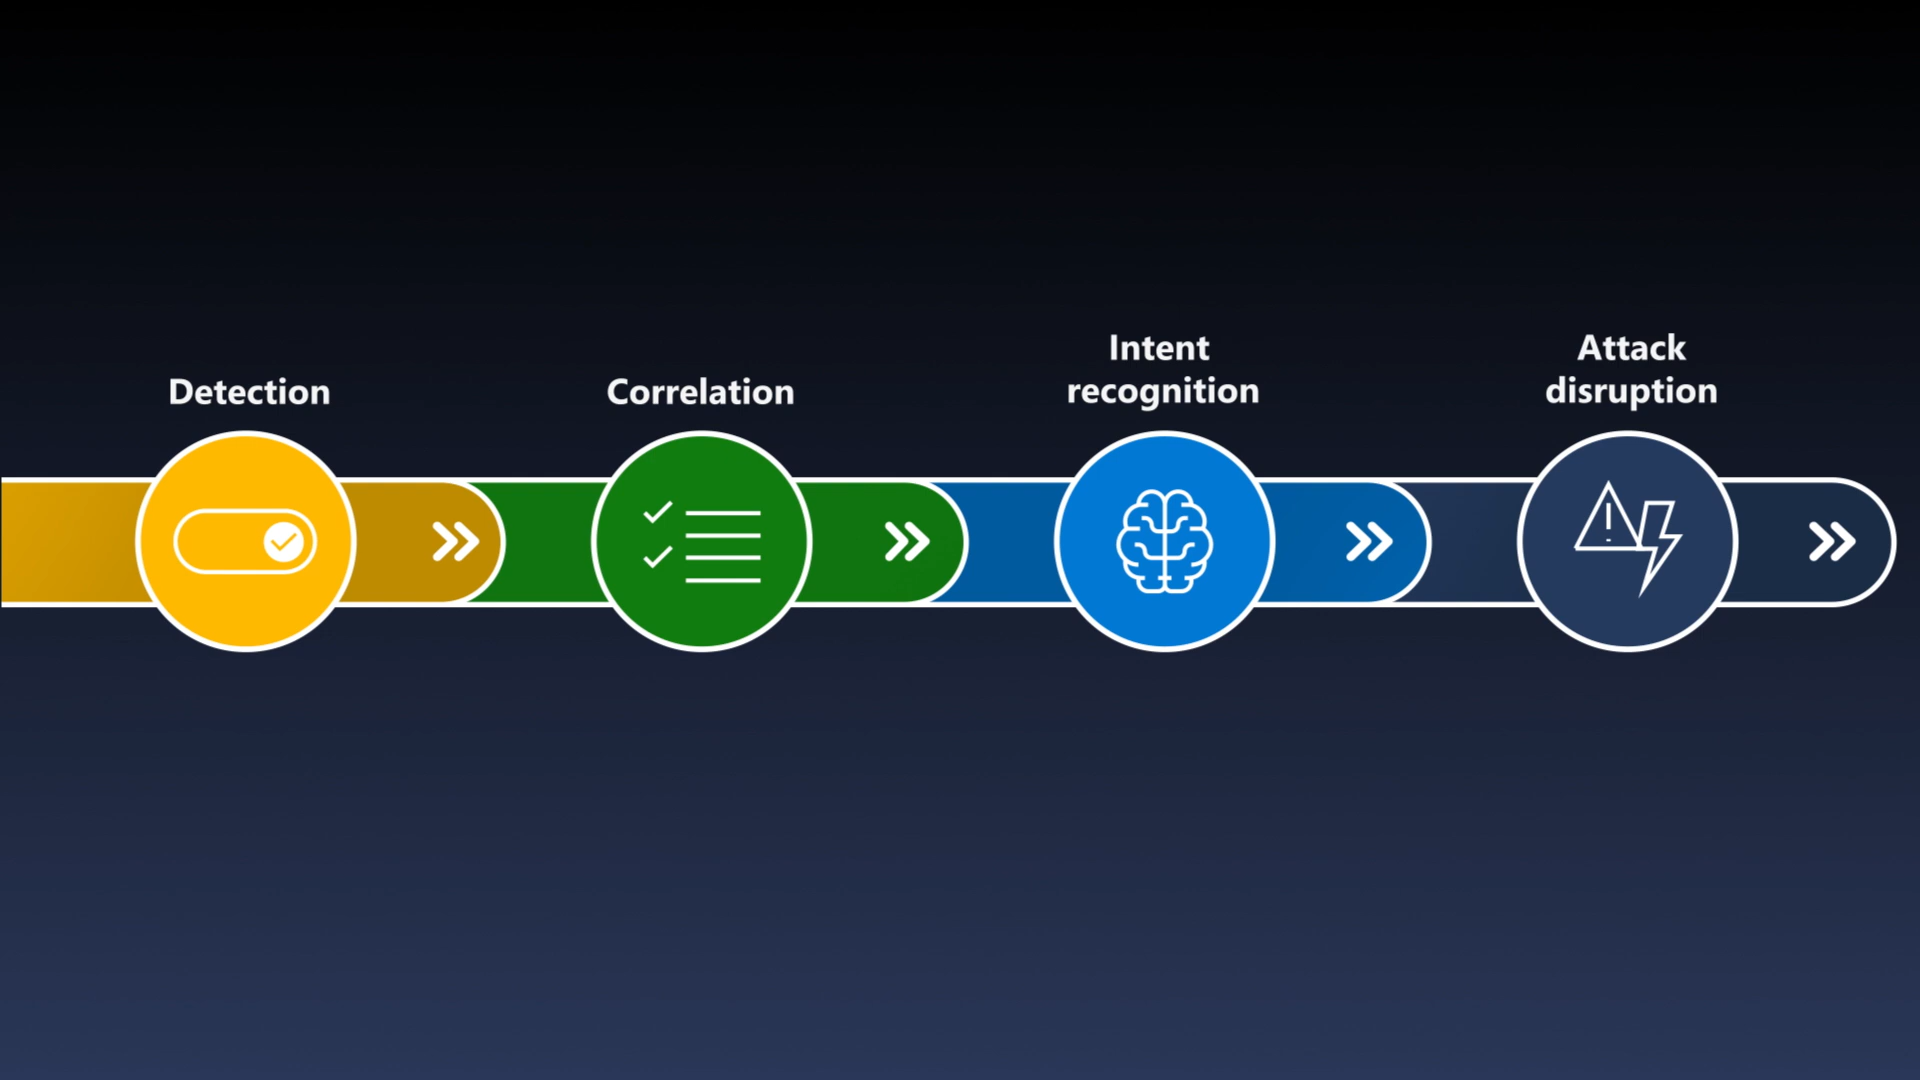 Detection
Correlation
Intent
recognition
Attack
disruption